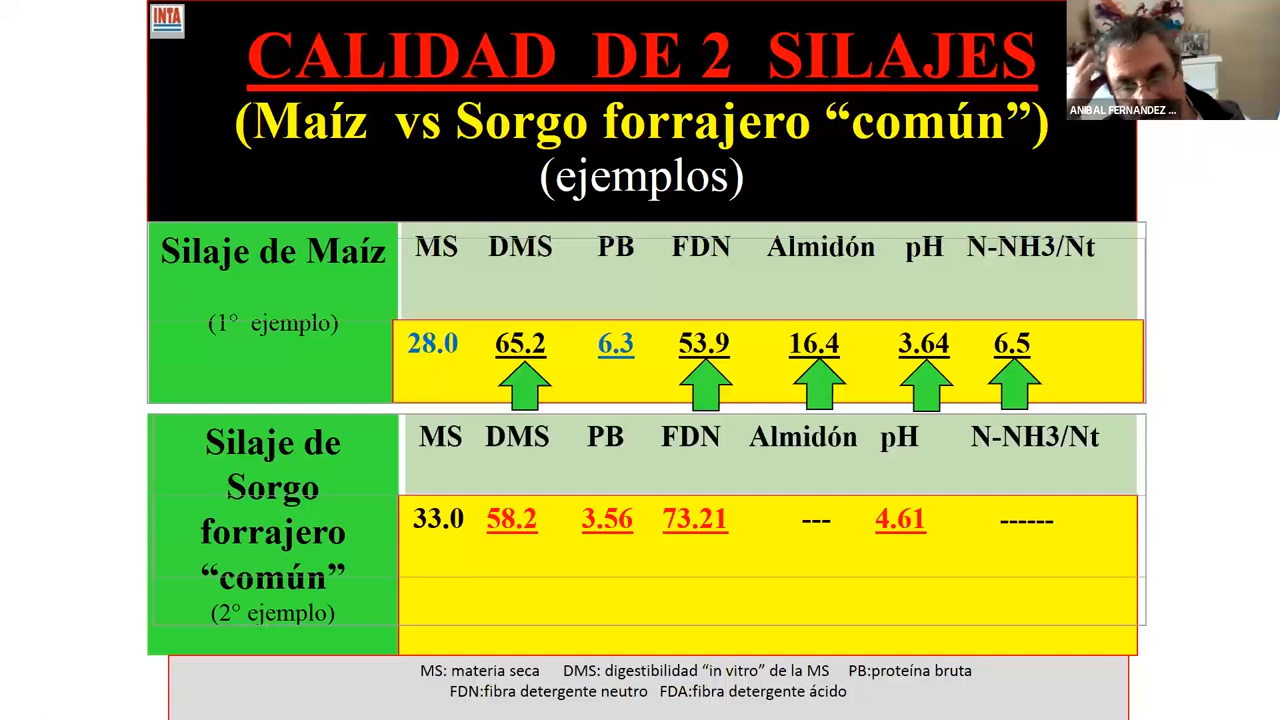 INTA
CALIDAD DE 2 SILAJES
(Maíz vs Sorgo forrajero “común”)
(ejemplos)
ANIBAL FERNANDEZ ...
Silaje de Maíz
(1° ejemplo)
MS DMS PB FDN Almidón pH N-NH3/Nt
28.0 65.2 6.3 53.9 16.4 3.64 6.5
Silaje de
Sorgo
forrajero
“común”
(2° ejemplo)
MS DMS PB FDN Almidón pH N-NH3/Nt
33.0 58.2 3.56 73.21 --- 4.61 ------
MS: materia seca DMS: digestibilidad “in vitro” de la MS PB:proteína bruta
FDN:fibra detergente neutro FDA:fibra detergente ácido